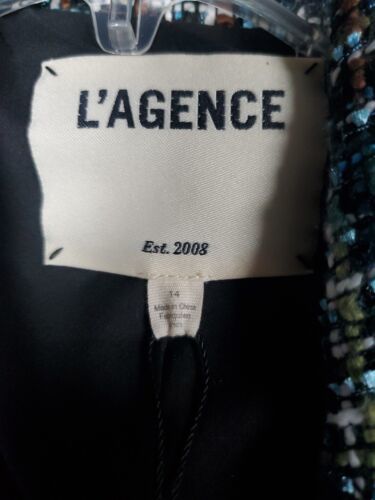 L'AGENCE
Est. 2008
14
Made in China